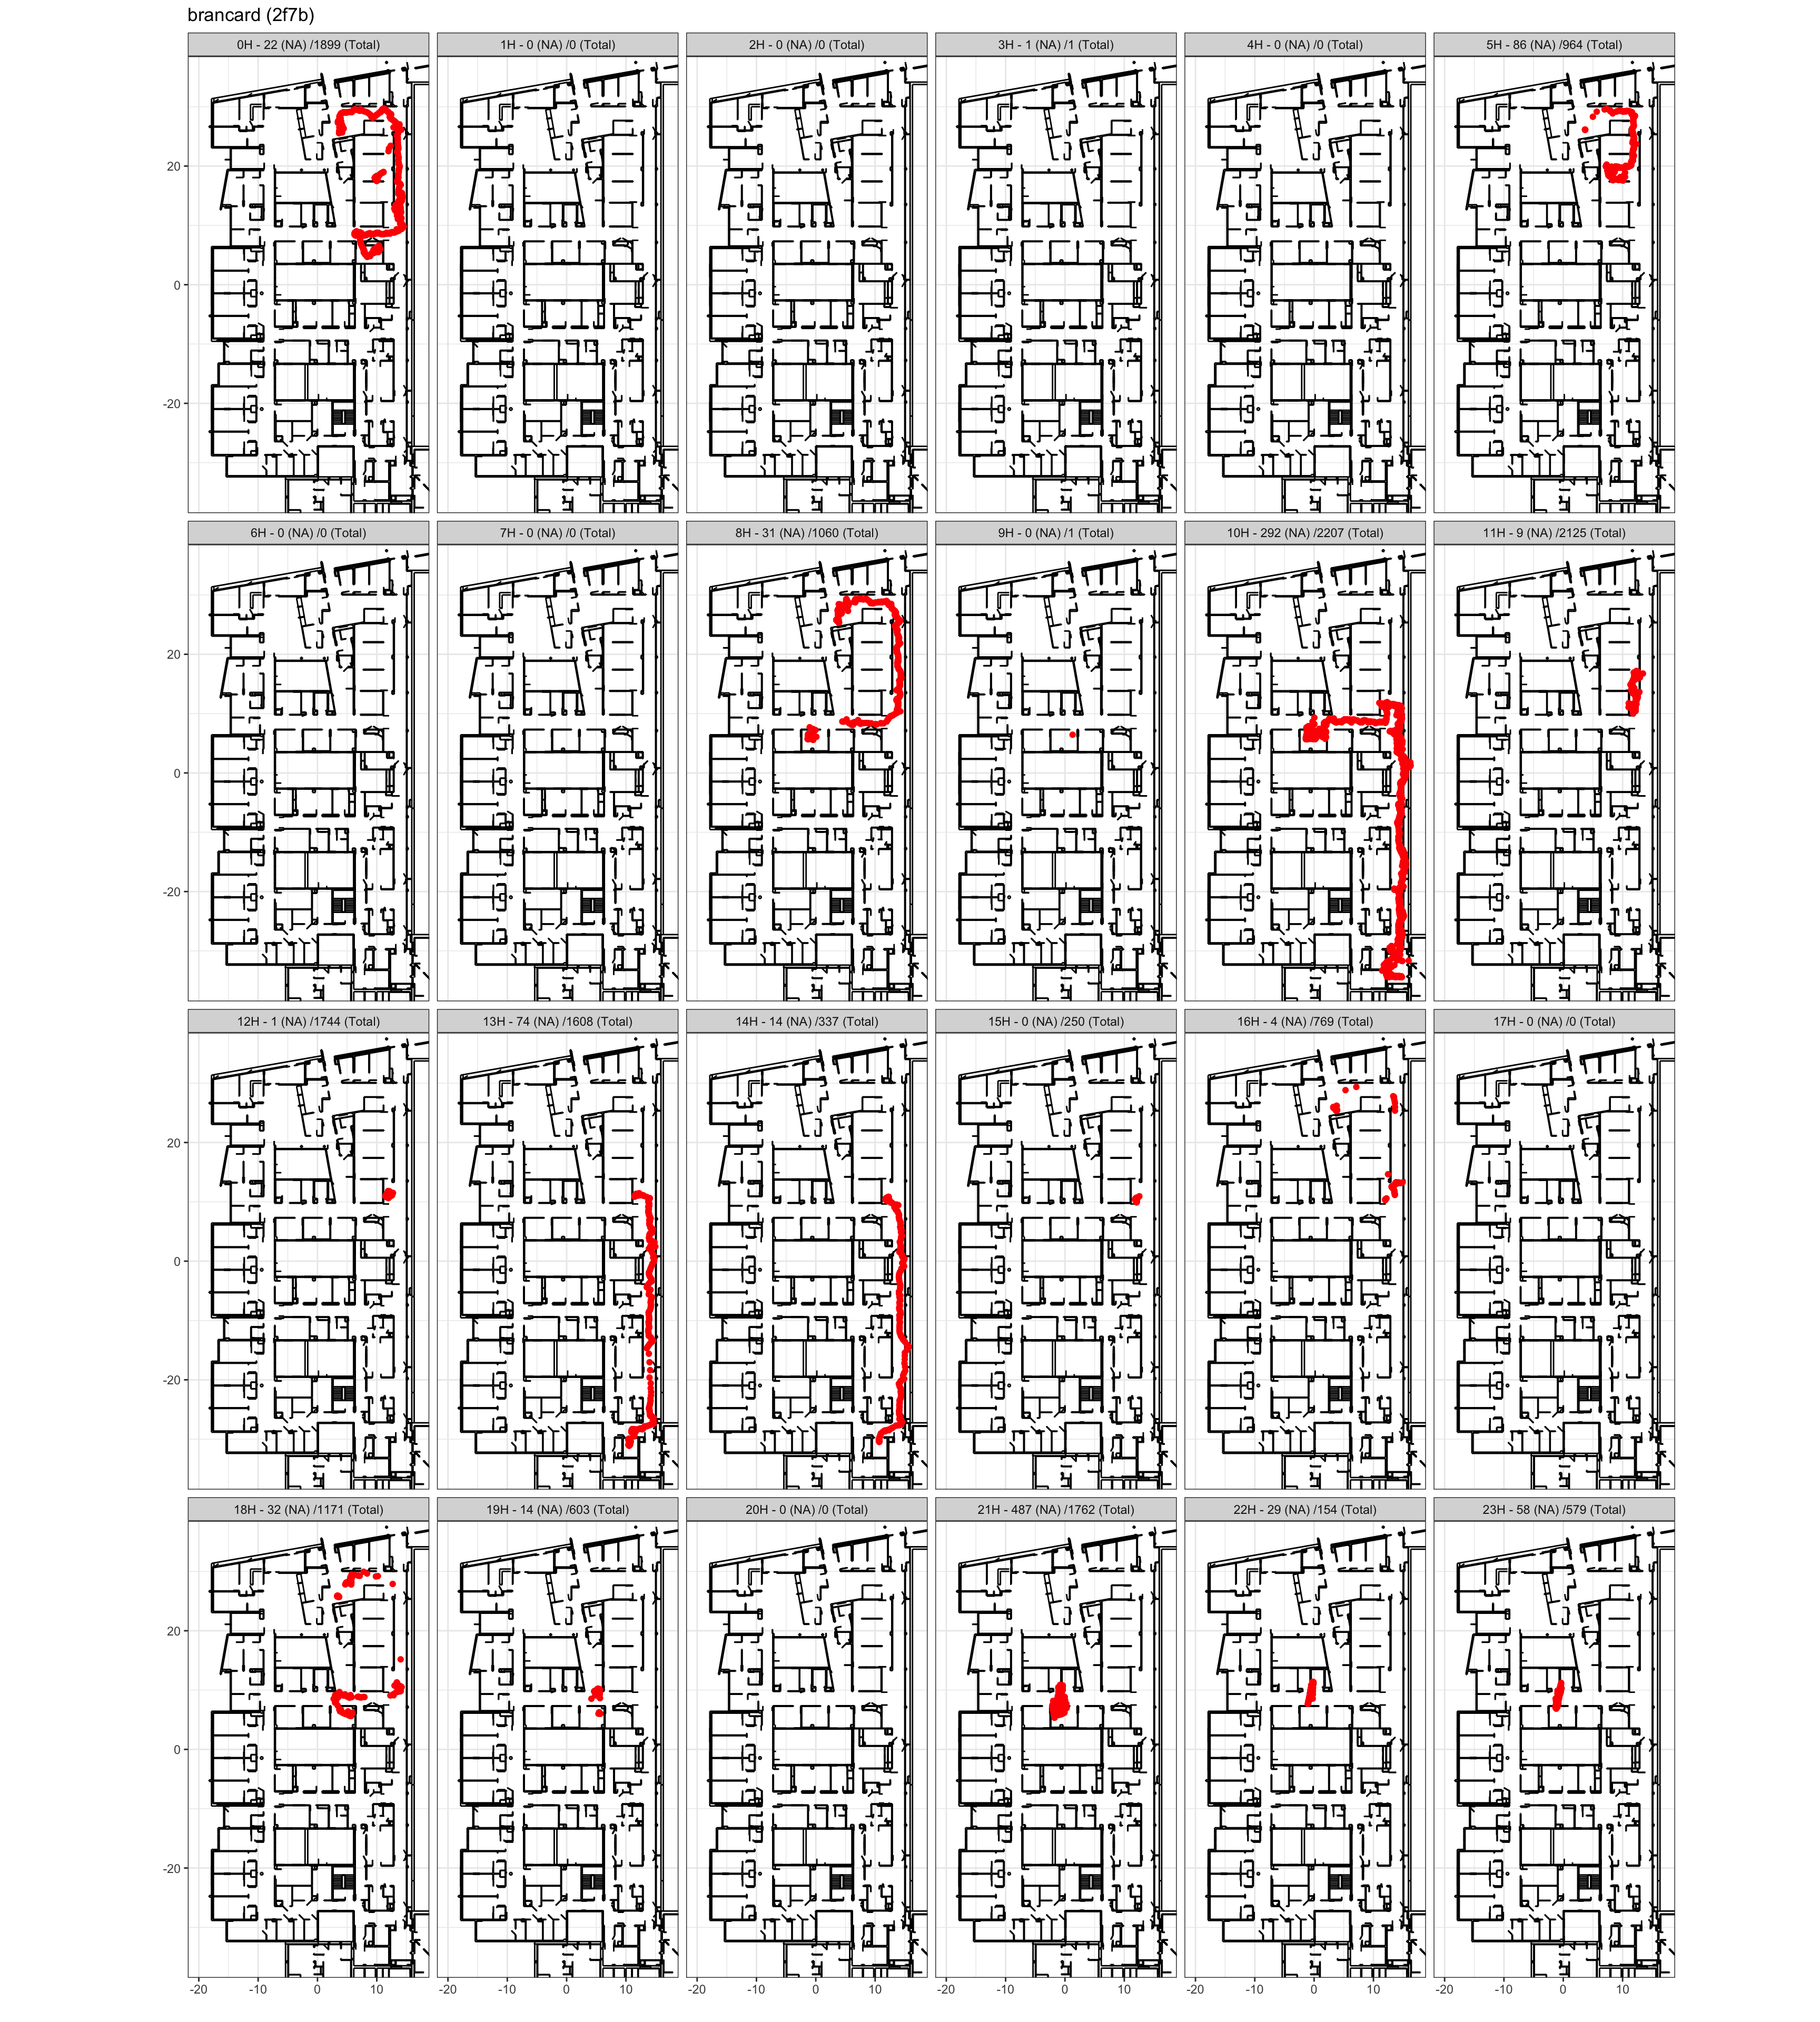 brancard (2f7b)
0H - 22 (NA) /1899 (Total)
1H - 0 (NA) /0 (Total)
2H - 0 (NA) /0 (Total)
3H - 1 (NA) /1 (Total)
4H - 0 (NA) /0 (Total)
5H - 86 (NA) /964 (Total)
20
0
-20
6H - 0 (NA) /0 (Total)
7H - 0 (NA) /0 (Total)
8H - 31 (NA) /1060 (Total)
9H - 0 (NA) /1 (Total)
10H - 292 (NA) /2207 (Total)
11H - 9 (NA) /2125 (Total)
20
0
-20
12H - 1 (NA) /1744 (Total)
13H - 74 (NA) /1608 (Total)
14H - 14 (NA) /337 (Total)
15H - 0 (NA) /250 (Total)
16H - 4 (NA) /769 (Total)
17H - 0 (NA) /0 (Total)
20
0
-20
18H - 32 (NA) /1171 (Total)
19H - 14 (NA) /603 (Total)
20H - 0 (NA) /0 (Total)
21H - 487 (NA) /1762 (Total)
22H - 29 (NA) /154 (Total)
23H - 58 (NA) /579 (Total)
20
0
-20
-20 -10 0 10
-20 -10 0 10
-20 -10 0 10
-20 -10 0 10
-20 -10 0 10
-20 -10 0 10